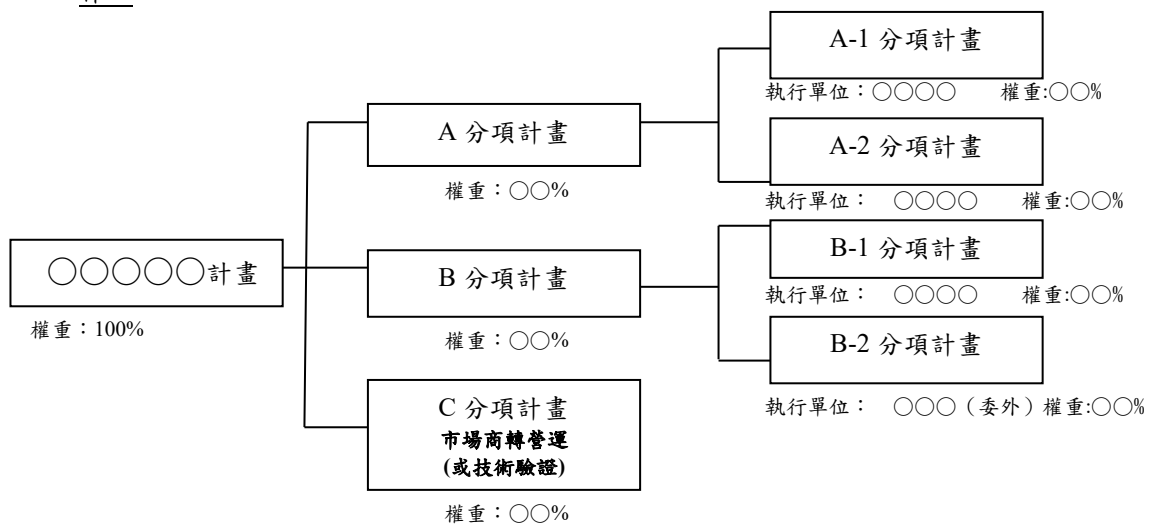 A-1 分項計畫
執行單位：○○○○ 權重:○○%
A 分項計畫
權重：○○%
A-2 分項計畫
執行單位： ○○○○ 權重:○○%
○○○○○計畫
權重：100%
B 分項計畫
權重：○○%
B-1 分項計畫
執行單位： ○○○○ 權重:○○%
B-2 分項計畫
執行單位： ○○○（委外）權重:○○%
C 分項計畫
市場商轉營運
(或技術驗證)
權重：○○%